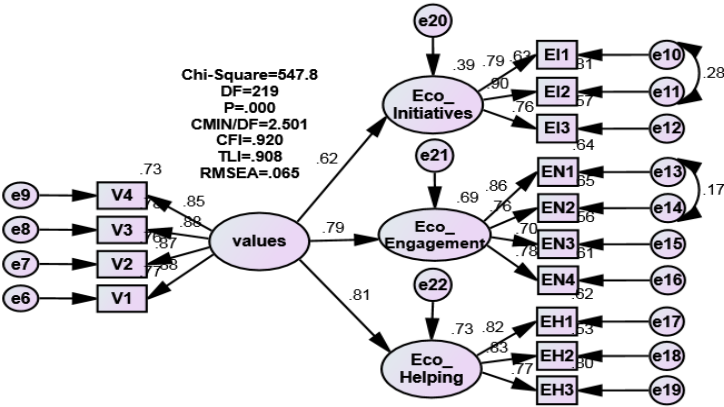 e20
Chi-Square=547.8
DF=219
P=.000
CMIN/DF=2.501
CFI=.920
TLI=.908
RMSEA=.065
.39
.79
.63
EI1
e10
.81
.90
EI2
e11
.28
.57
.76
EI3
e12
.64
Eco_
Initiatives
.62
e21
.73
e9
V4
.85
e8
V3
.88
e7
V2
.87
.77
.88
e6
V1
values
.79
.81
.69
.86
EN1
e13
.65
.76
EN2
e14
.17
.56
.70
EN3
e15
.61
.78
EN4
e16
.62
Eco_
Engagement
e22
.73
.82
EH1
e17
.53
.83
EH2
e18
.80
.77
EH3
e19
Eco_
Helping